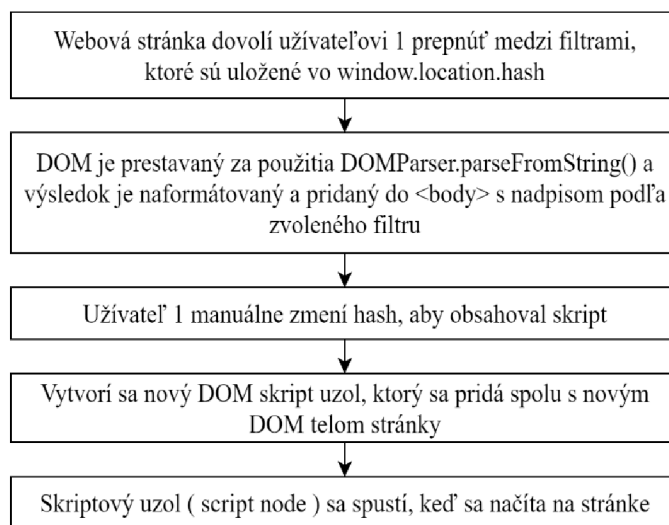 Webová stránka dovolí užívateľovi 1 prepnúť medzi filtrami,
ktoré sú uložené vo window.location.hash
DOM je prestavaný za použitia DOMParser.parseFromString() a
výsledok je naformátovaný a pridaný do <body> s nadpisom podľa
zvoleného filtru
Užívateľ 1 manuálne zmení hash, aby obsahoval skript
Vytvorí sa nový DOM skript uzol, ktorý sa pridá spolu s novým
DOM telom stránky
Skriptový uzol ( script node ) sa spustí, keď sa načíta na stránke